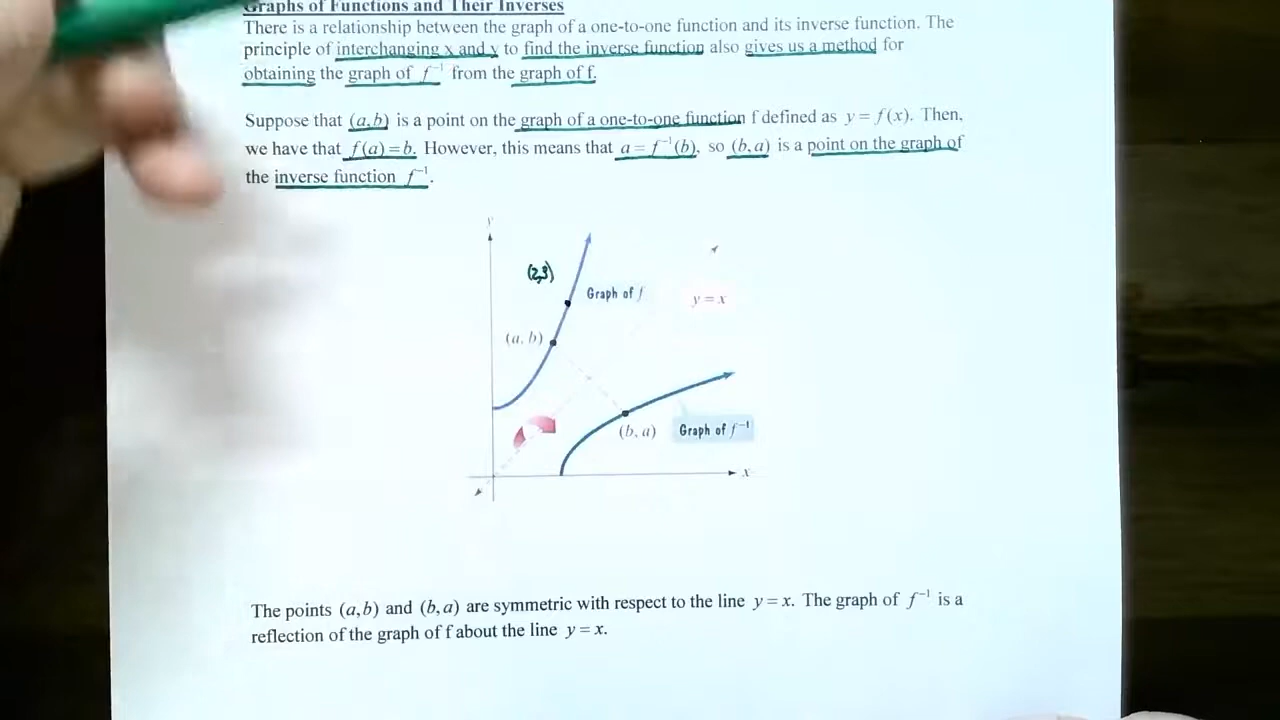 Graphs of Functions and Their Inverses
There is a relationship between the graph of a one-to-one function and its inverse function. The
principle of interchanging x and y to find the inverse function also gives us a method for
obtaining the graph of f⁻¹ from the graph of f.
Suppose that (a,b) is a point on the graph of a one-to-one function f defined as y = f(x). Then,
we have that f(a)=b. However, this means that a = f⁻¹(b), so (b,a) is a point on the graph of
the inverse function f⁻¹.
y
(2,3)
Graph of f
y = x
(a, b)
(b, a)
Graph of f⁻¹
x
The points (a,b) and (b,a) are symmetric with respect to the line y = x. The graph of f⁻¹ is a
reflection of the graph of f about the line y = x.